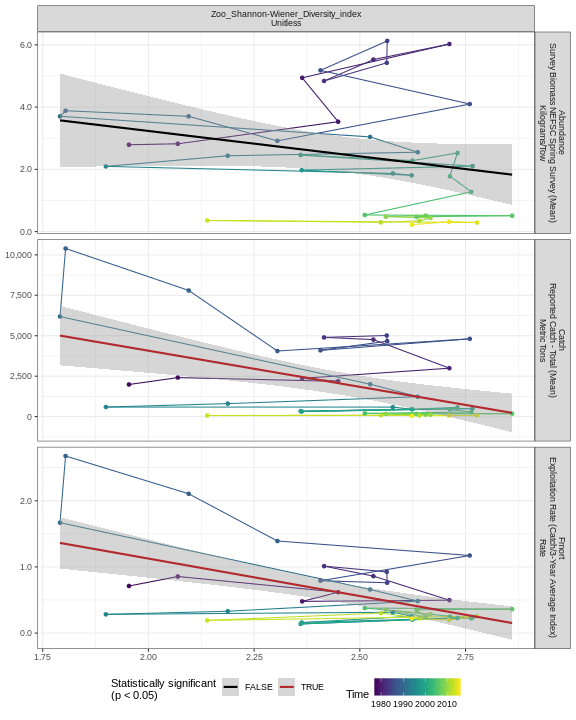 Zoo_Shannon-Wiener_Diversity_index
Unitless
6.0
4.0
2.0
0.0
Abundance
Survey Biomass NEFSC Spring Survey (Mean)
Kilograms/Tow
10,000
7,500
5,000
2,500
0
Catch
Reported Catch - Total (Mean)
Metric Tons
2.0
1.0
0.0
Fmort
Exploitation Rate (Catch/3-Year Average Index)
Rate
1.75 2.00 2.25 2.50 2.75
Statistically significant
(p < 0.05)
FALSE TRUE
Time
1980 1990 2000 2010